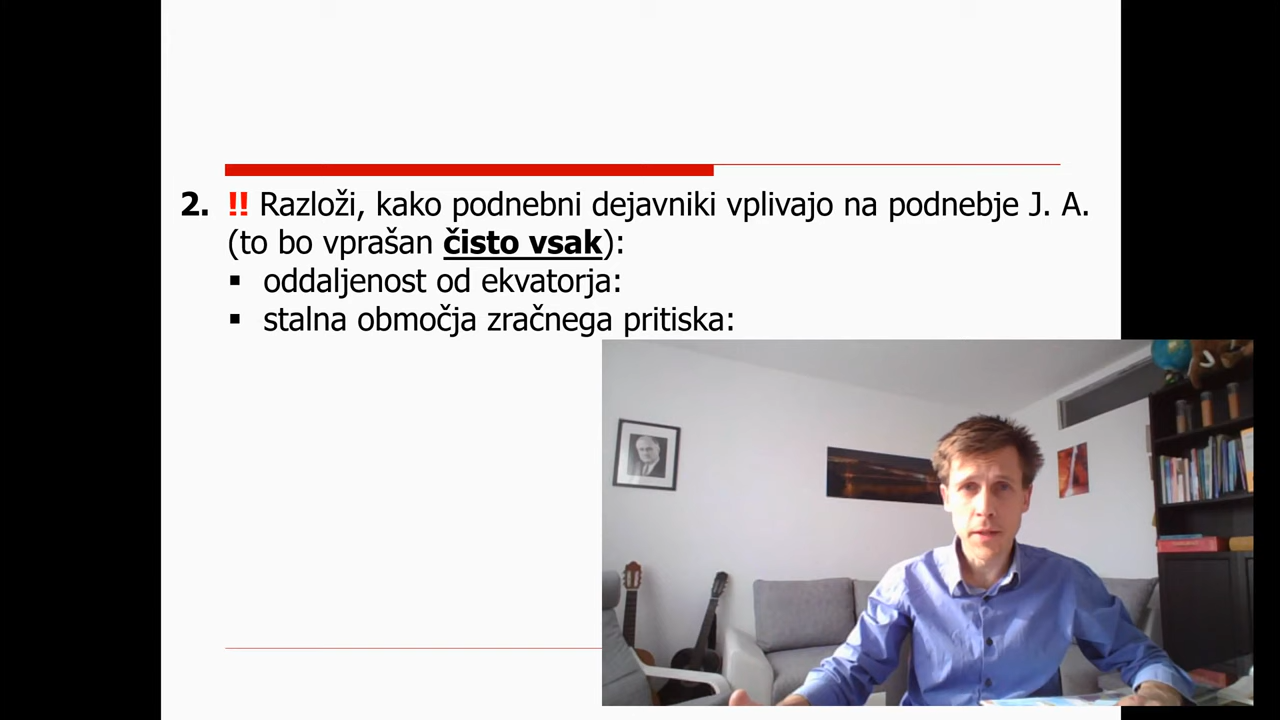 2. !! Razloži, kako podnebni dejavniki vplivajo na podnebje J. A.
(to bo vprašan čisto vsak):
▪ oddaljenost od ekvatorja:
▪ stalna območja zračnega pritiska: